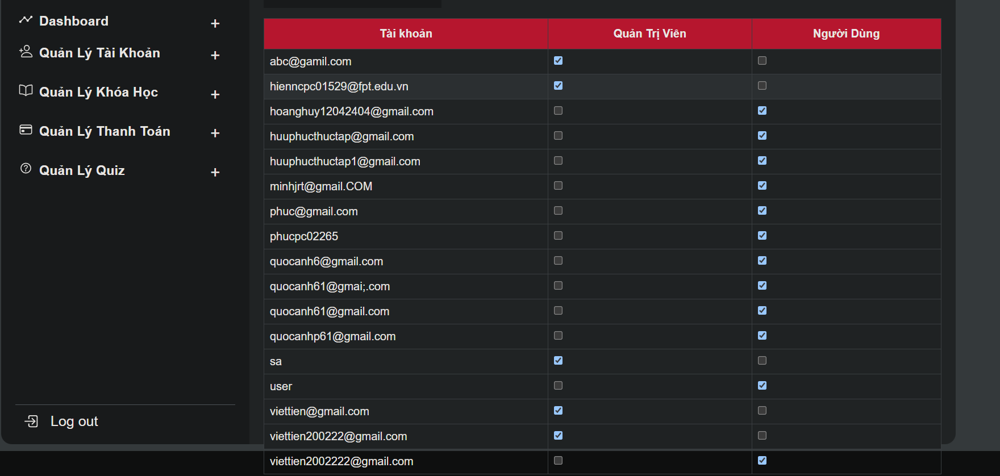 Dashboard
+
Quản Lý Tài Khoản
+
Quản Lý Khóa Học
+
Quản Lý Thanh Toán
+
Quản Lý Quiz
+
Log out
Tài khoản Quản Trị Viên Người Dùng
abc@gamil.com
hienncpc01529@fpt.edu.vn
hoanghuy12042404@gmail.com
huuphucthuctap@gmail.com
huuphucthuctap1@gmail.com
minhjrt@gmail.COM
phuc@gmail.com
phucpc02265
quocanh6@gmail.com
quocanh61@gmai;.com
quocanh61@gmail.com
quocanhp61@gmail.com
sa
user
viettien@gmail.com
viettien200222@gmail.com
viettien2002222@gmail.com